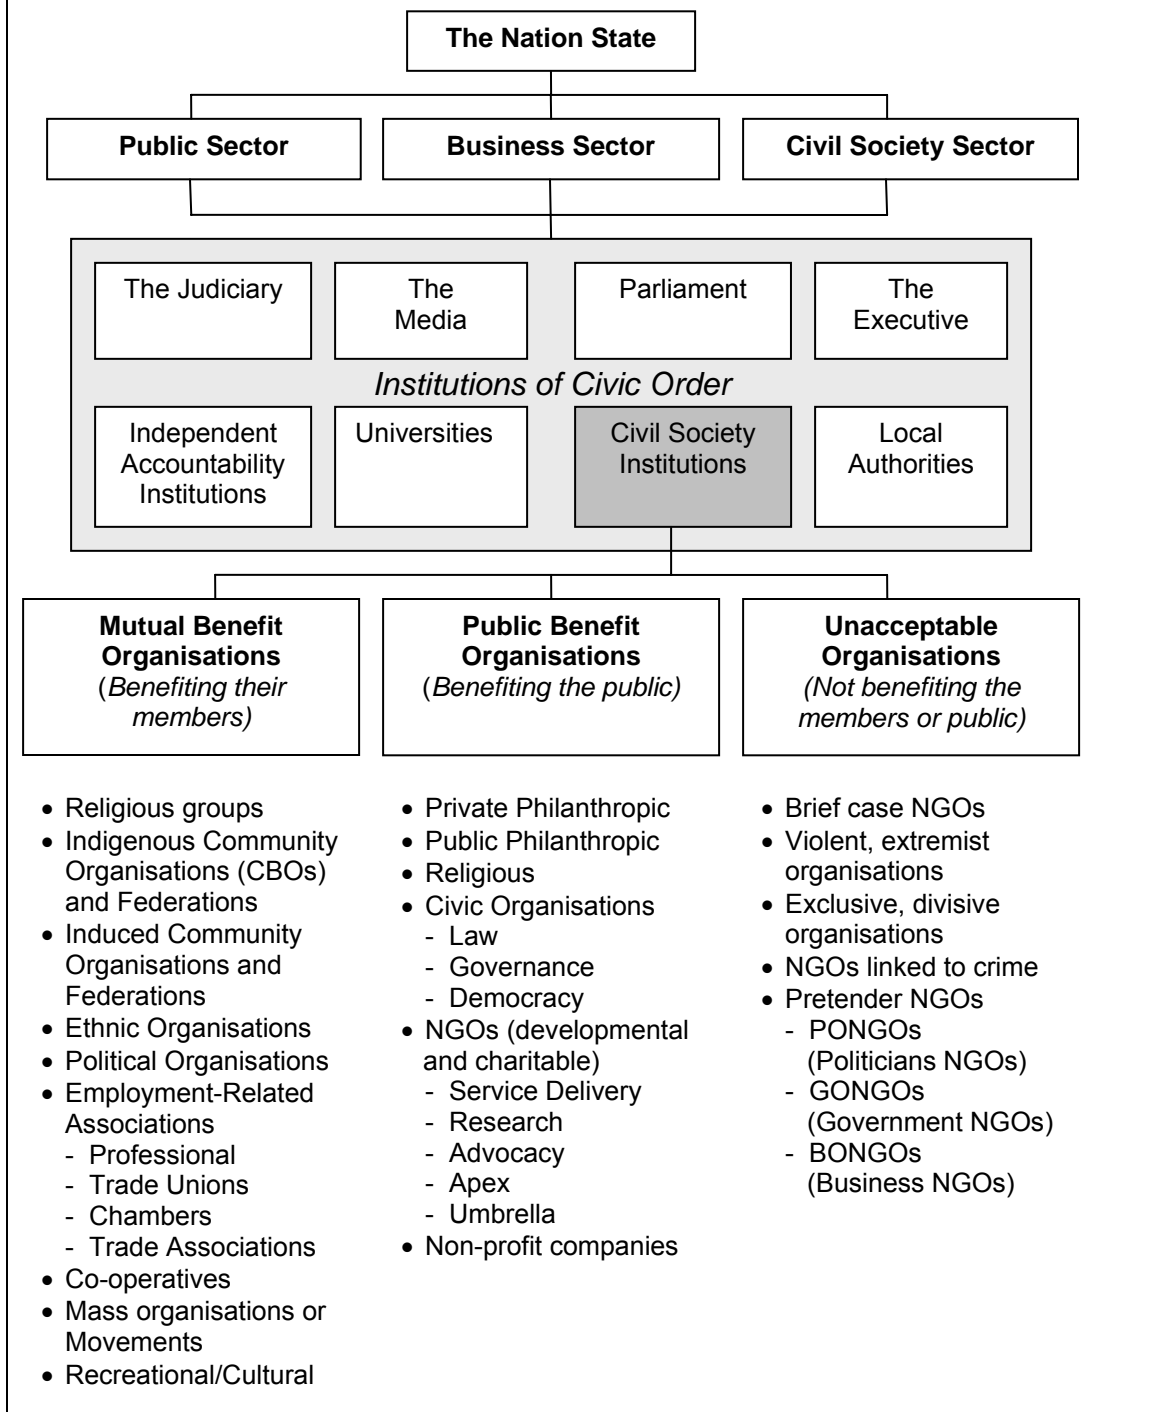 The Nation State
Public Sector
Business Sector
Civil Society Sector
The Judiciary
The
Media
Parliament
The
Executive
Institutions of Civic Order
Independent
Accountability
Institutions
Universities
Civil Society
Institutions
Local
Authorities
Mutual Benefit
Organisations
(Benefiting their
members)
Public Benefit
Organisations
(Benefiting the public)
Unacceptable
Organisations
(Not benefiting the
members or public)
• Religious groups
• Indigenous Community
Organisations (CBOs)
and Federations
• Induced Community
Organisations and
Federations
• Ethnic Organisations
• Political Organisations
• Employment-Related
Associations
- Professional
- Trade Unions
- Chambers
- Trade Associations
• Co-operatives
• Mass organisations or
Movements
• Recreational/Cultural
• Private Philanthropic
• Public Philanthropic
• Religious
• Civic Organisations
- Law
- Governance
- Democracy
• NGOs (developmental
and charitable)
- Service Delivery
- Research
- Advocacy
- Apex
- Umbrella
• Non-profit companies
• Brief case NGOs
• Violent, extremist
organisations
• Exclusive, divisive
organisations
• NGOs linked to crime
• Pretender NGOs
- PONGOs
(Politicians NGOs)
- GONGOs
(Government NGOs)
- BONGOs
(Business NGOs)